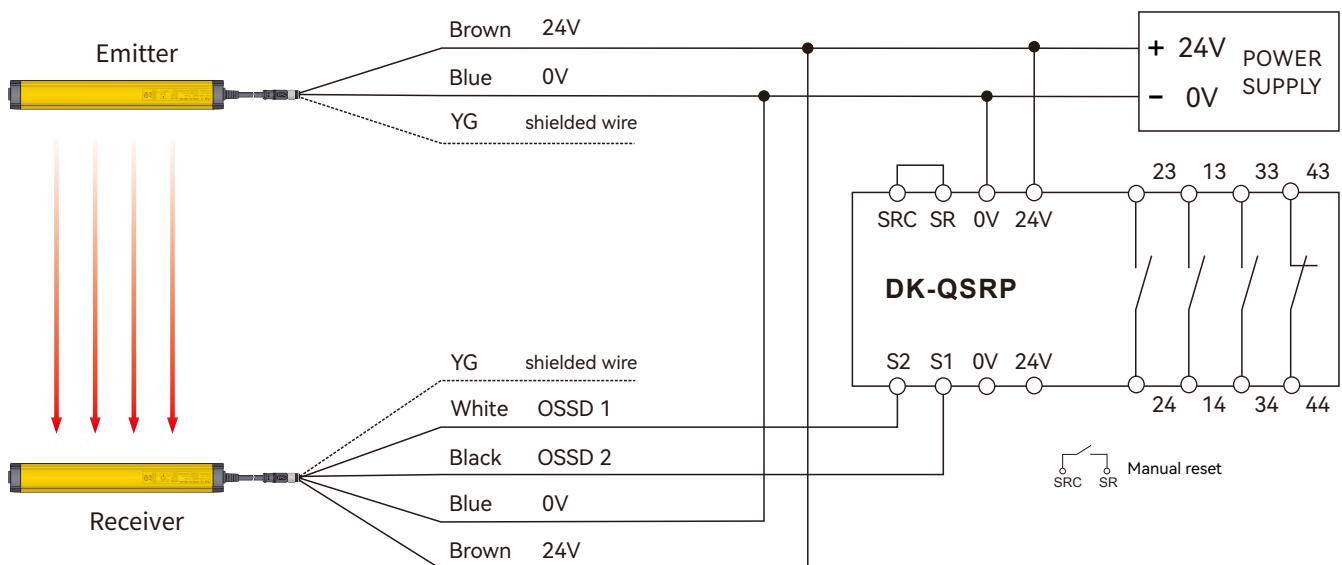 Emitter
Brown 24V
Blue 0V
YG shielded wire
+ 24V
- 0V
POWER
SUPPLY
23 13 33 43
SRC SR 0V 24V
DK-QSRP
S2 S1 0V 24V
24 14 34 44
YG shielded wire
White OSSD 1
Black OSSD 2
Blue 0V
Brown 24V
Receiver
SRC SR Manual reset